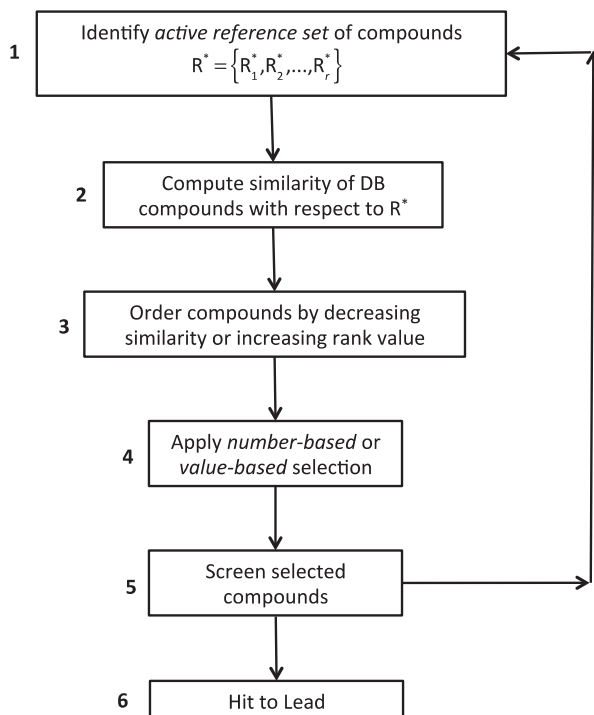 1
Identify active reference set of compounds
R* = {R*1,R*2,...,R*r}
2
Compute similarity of DB
compounds with respect to R*
3
Order compounds by decreasing
similarity or increasing rank value
4
Apply number-based or
value-based selection
5
Screen selected
compounds
6
Hit to Lead